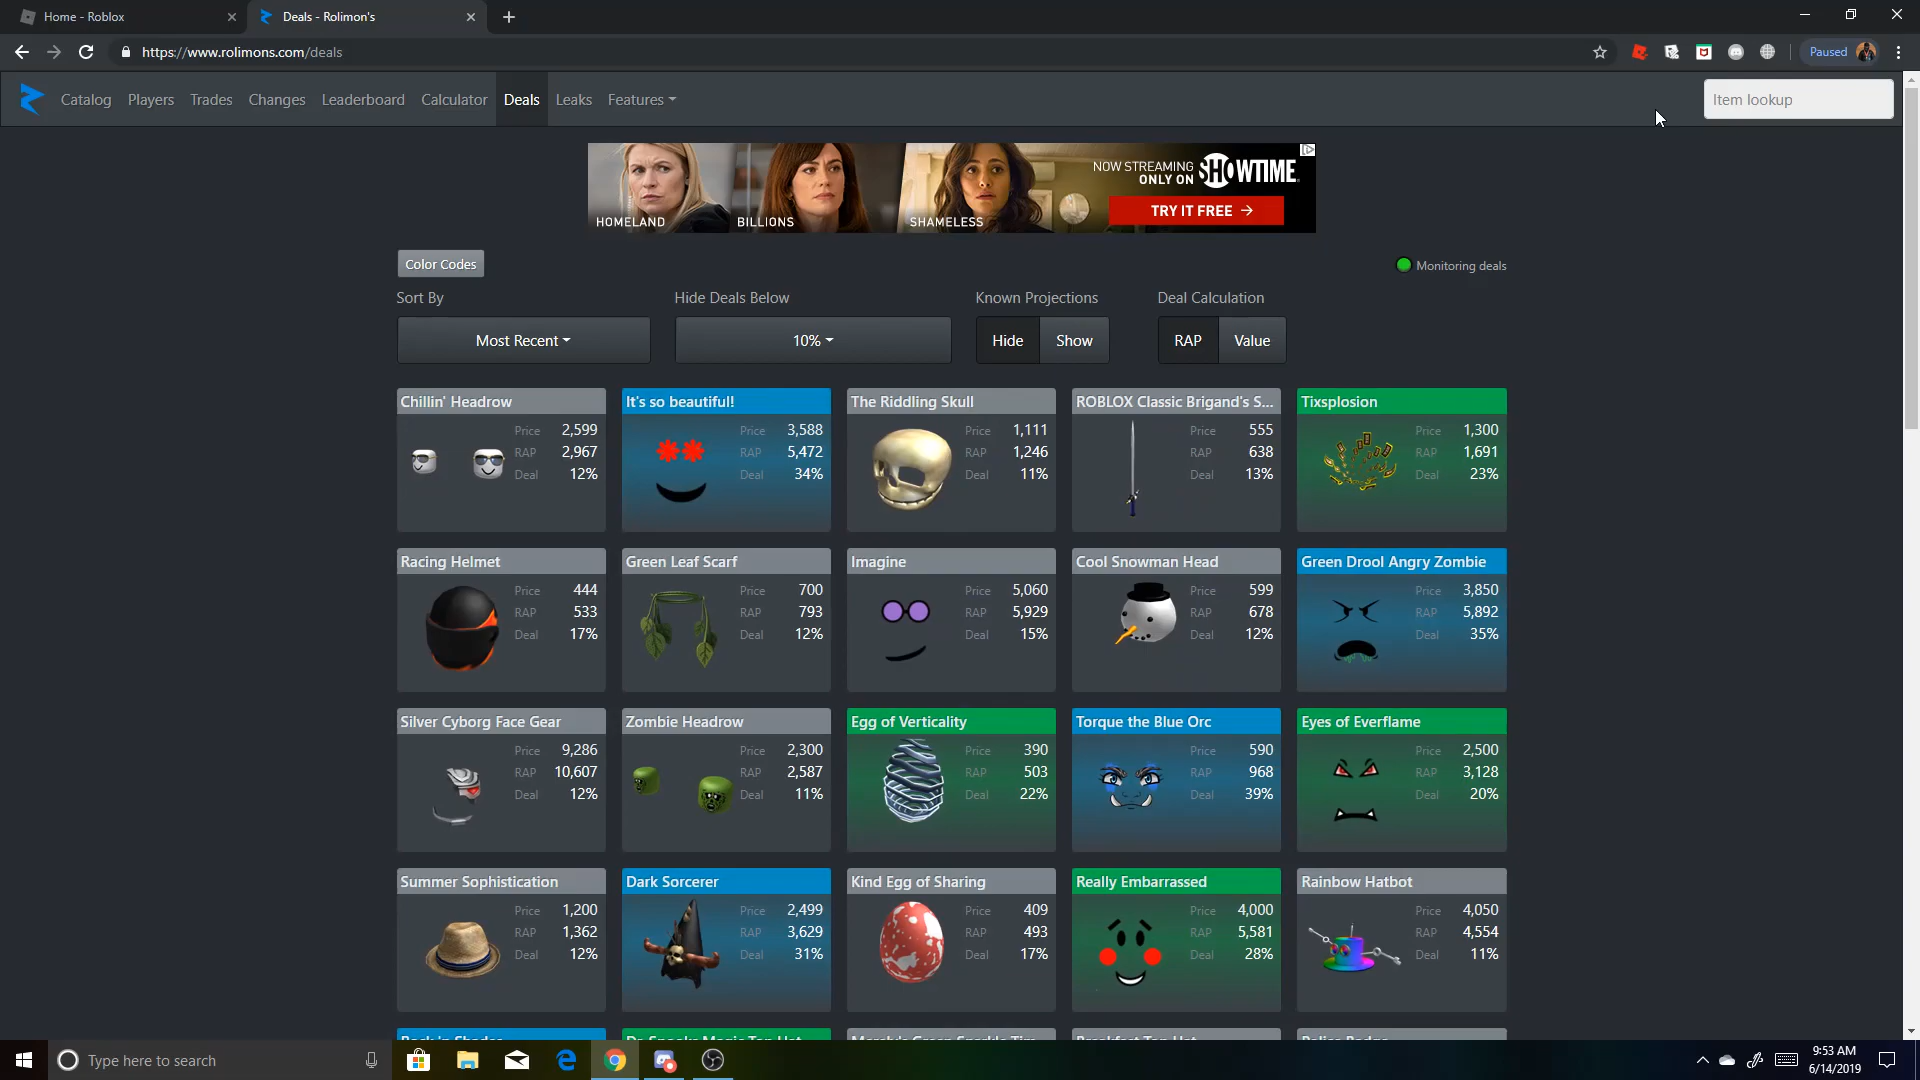 Home - Roblox
Deals - Rolimon's
https://www.rolimons.com/deals
Paused
Catalog Players Trades Changes Leaderboard Calculator Deals Leaks Features
Item lookup
HOMELAND
BILLIONS
SHAMELESS
NOW STREAMING
ONLY ON SHOWTIME
TRY IT FREE →
Color Codes
Monitoring deals
Sort By Hide Deals Below Known Projections Deal Calculation
Most Recent 10% Hide Show RAP Value
Chillin' Headrow
Price 2,599
RAP 2,967
Deal 12%
It's so beautiful!
Price 3,588
RAP 5,472
Deal 34%
The Riddling Skull
Price 1,111
RAP 1,246
Deal 11%
ROBLOX Classic Brigand's S...
Price 555
RAP 638
Deal 13%
Tixsplosion
Price 1,300
RAP 1,691
Deal 23%
Racing Helmet
Price 444
RAP 533
Deal 17%
Green Leaf Scarf
Price 700
RAP 793
Deal 12%
Imagine
Price 5,060
RAP 5,929
Deal 15%
Cool Snowman Head
Price 599
RAP 678
Deal 12%
Green Drool Angry Zombie
Price 3,850
RAP 5,892
Deal 35%
Silver Cyborg Face Gear
Price 9,286
RAP 10,607
Deal 12%
Zombie Headrow
Price 2,300
RAP 2,587
Deal 11%
Egg of Verticality
Price 390
RAP 503
Deal 22%
Torque the Blue Orc
Price 590
RAP 968
Deal 39%
Eyes of Everflame
Price 2,500
RAP 3,128
Deal 20%
Summer Sophistication
Price 1,200
RAP 1,362
Deal 12%
Dark Sorcerer
Price 2,499
RAP 3,629
Deal 31%
Kind Egg of Sharing
Price 409
RAP 493
Deal 17%
Really Embarrassed
Price 4,000
RAP 5,581
Deal 28%
Rainbow Hatbot
Price 4,050
RAP 4,554
Deal 11%
Type here to search
9:53 AM
6/14/2019